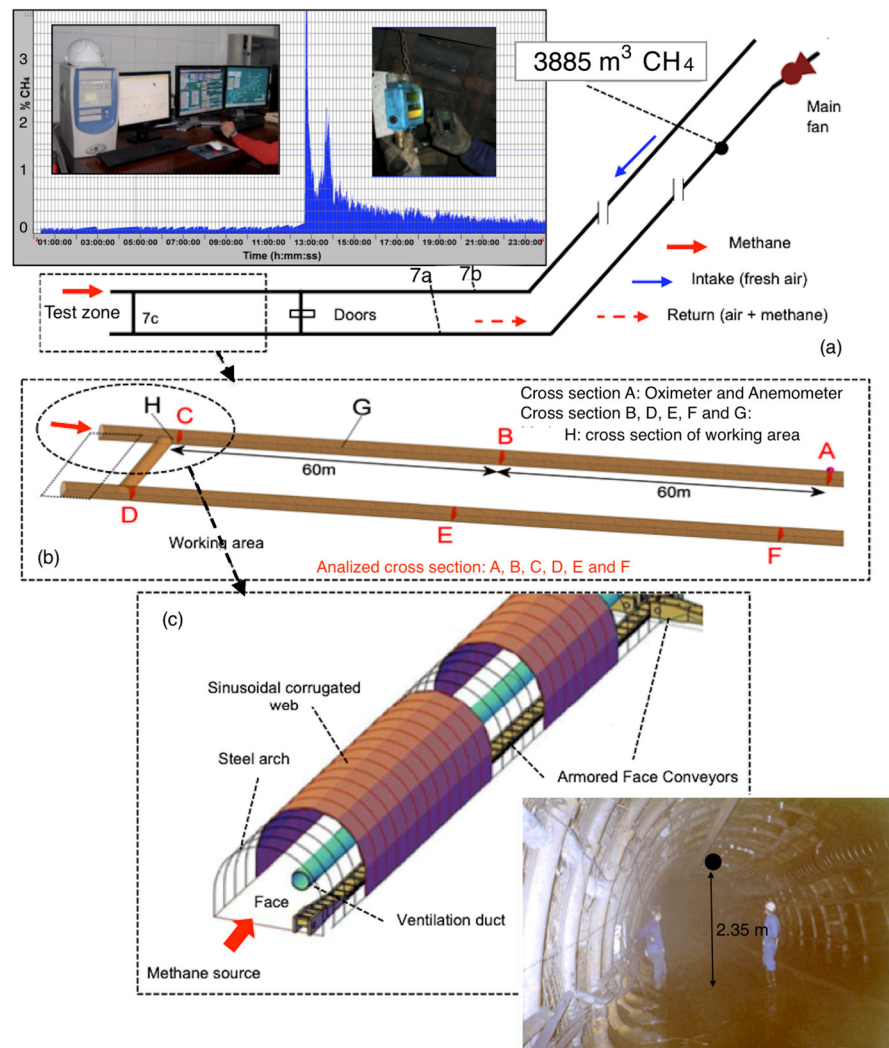 3885 m³ CH₄
3
2
1
0
% CH₄
01:00:00 03:00:00 05:00:00 07:00:00 09:00:00 11:00:00 13:00:00 15:00:00 17:00:00 19:00:00 21:00:00 23:00:00
Time (h:mm:ss)
Main
fan
Methane
Intake (fresh air)
Return (air + methane)
7a
7b
Test zone
7c
Doors
(a)
Cross section A: Oximeter and Anemometer
Cross section B, D, E, F and G:
H: cross section of working area
H
C
G
B
A
60m
60m
D
E
F
Working area
(b)
Analized cross section: A, B, C, D, E and F
(c)
Sinusoidal corrugated
web
Steel arch
Armored Face Conveyors
Face
Ventilation duct
Methane source
2.35 m